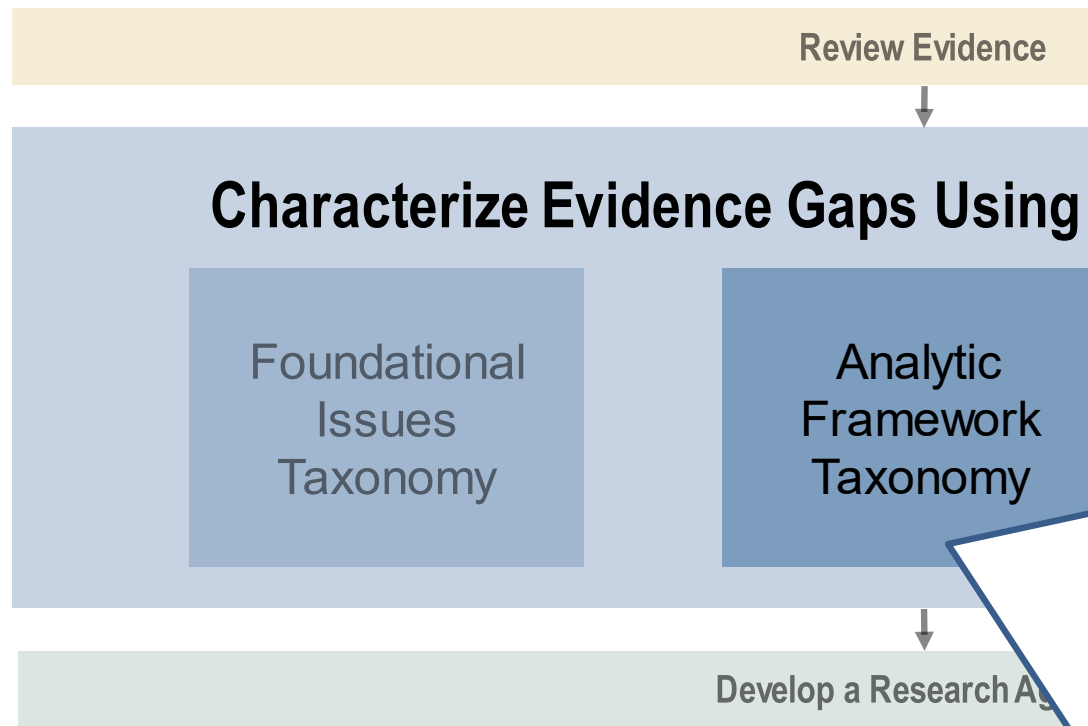 Review Evidence
Characterize Evidence Gaps Using
Foundational
Issues
Taxonomy
Analytic
Framework
Taxonomy
Develop a Research